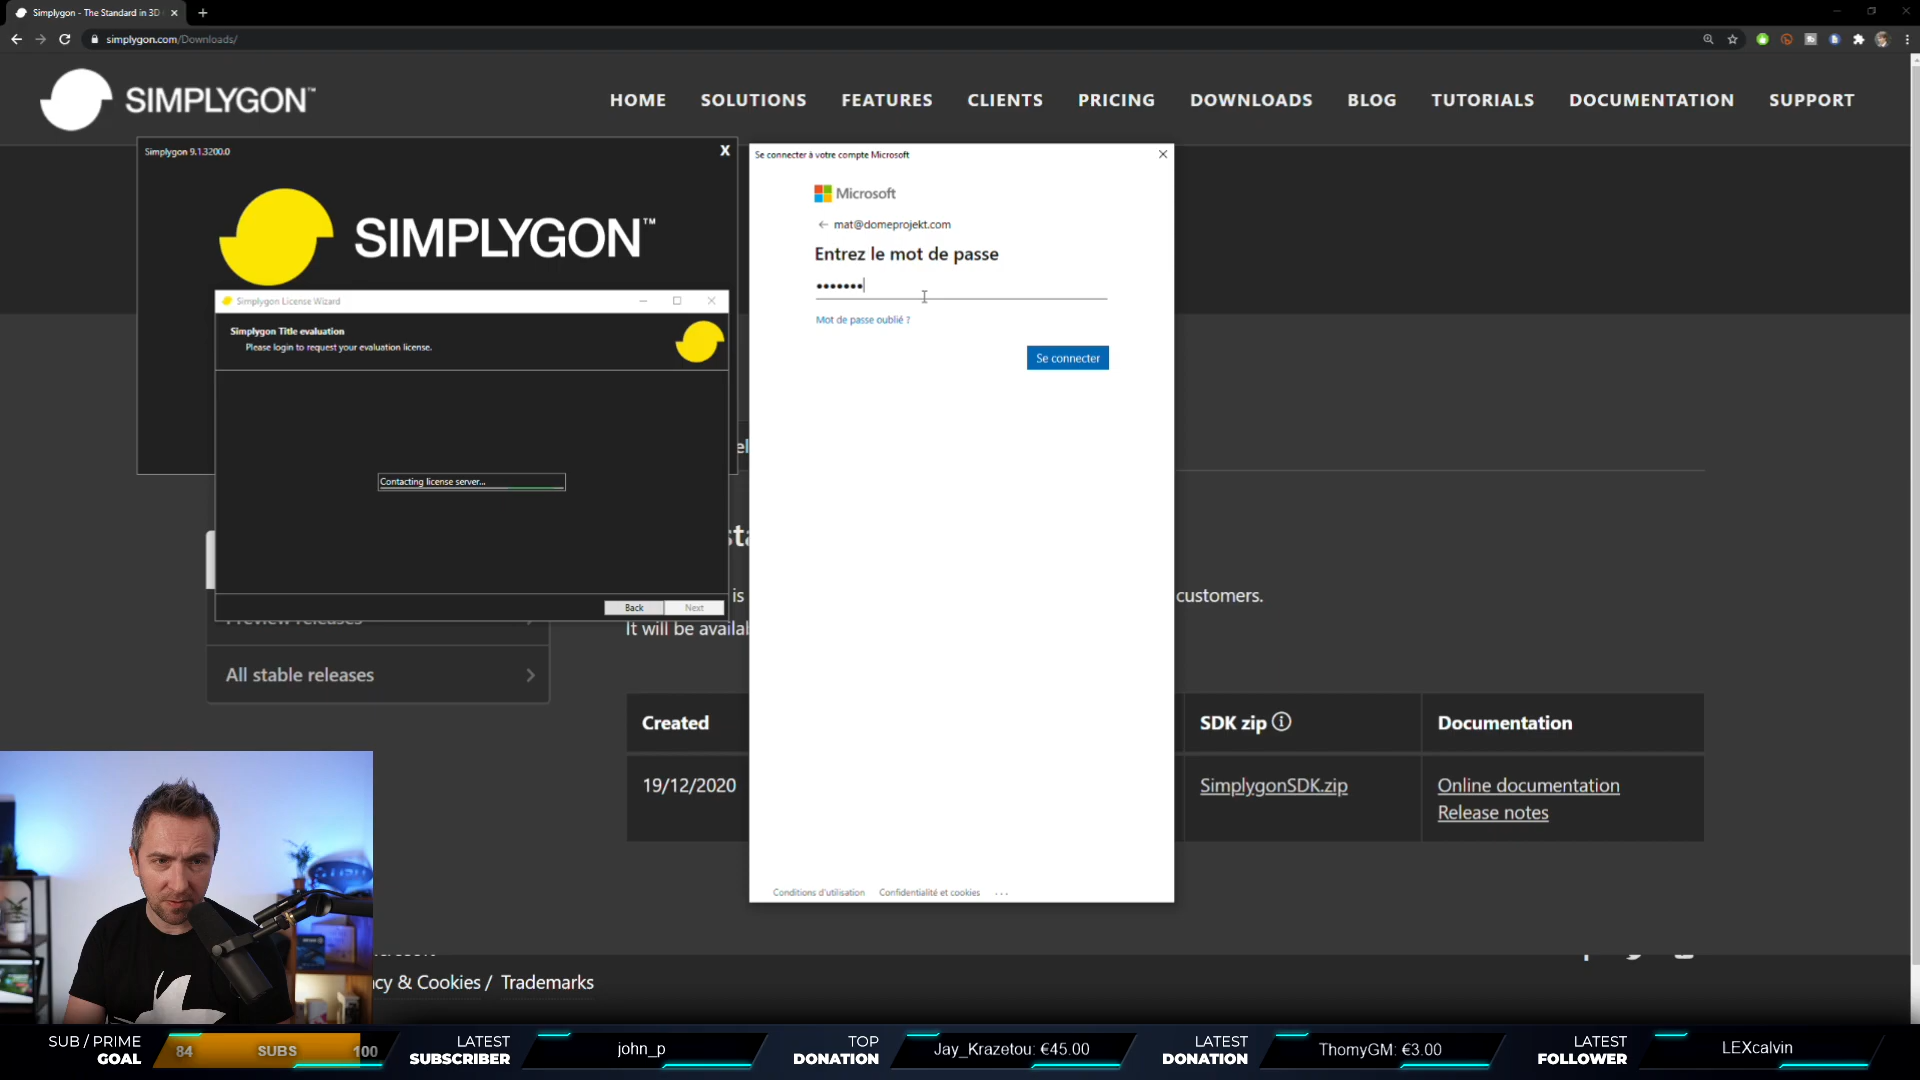 Simplygon - The Standard in 3D
simplygon.com/Downloads/
SIMPLYGON™
HOME SOLUTIONS FEATURES CLIENTS PRICING DOWNLOADS BLOG TUTORIALS DOCUMENTATION SUPPORT
Simplygon 9.1.3200.0
X
SIMPLYGON™
Simplygon License Wizard
Simplygon Title evaluation
Please login to request your evaluation license.
Contacting license server...
Back Next
Se connecter à votre compte Microsoft
Microsoft
mat@domeprojekt.com
Entrez le mot de passe
•••••••
Mot de passe oublié ?
Se connecter
Conditions d'utilisation Confidentialité et cookies ...
is
customers.
It will be
All stable releases
Created
SDK zip
Documentation
19/12/2020
SimplygonSDK.zip
Online documentation
Release notes
& Cookies / Trademarks
SUB / PRIME
GOAL
84 SUBS 100
LATEST
SUBSCRIBER
john_p
TOP
DONATION
Jay_Krazetou: €45.00
LATEST
DONATION
ThomyGM: €3.00
LATEST
FOLLOWER
LEXcalvin